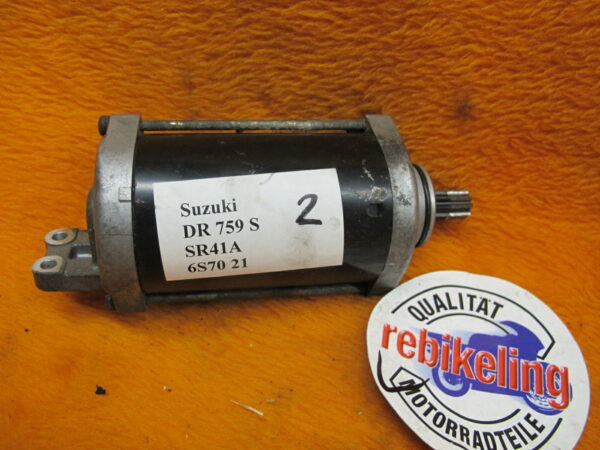 Suzuki
DR 759 S
SR41A
6S70 21
2
QUALITÄT
rebikeling
MOTORRADTEILE